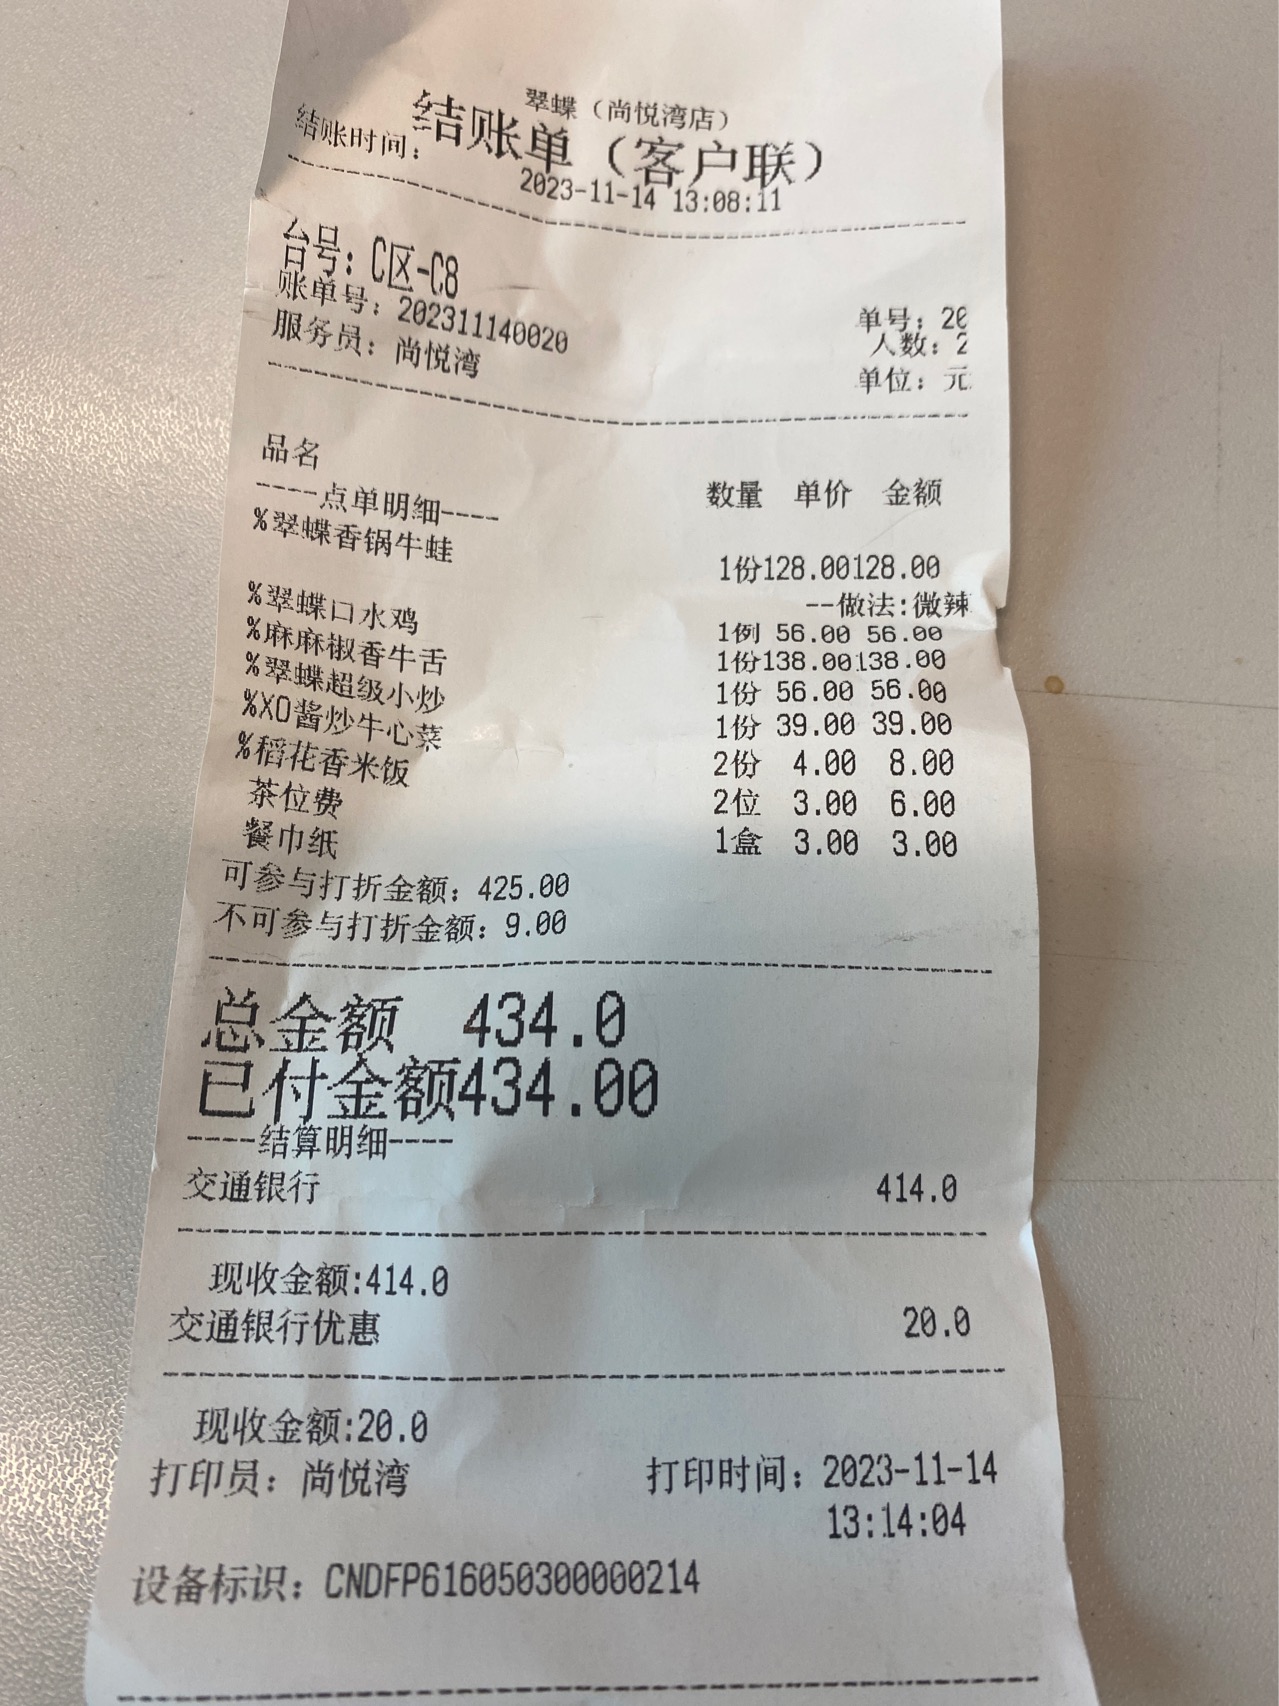 翠蝶（尚悦湾店）
结账单（客户联）
结账时间： 2023-11-14 13:08:11
台号：C区-C8
账单号：202311140020 单号：20
服务员：尚悦湾 人数：2
单位：元
品名 数量 单价 金额
----点单明细----
%翠蝶香锅牛蛙 1份128.00128.00
--做法:微辣
%翠蝶口水鸡 1例 56.00 56.00
%麻麻椒香牛舌 1份138.00138.00
%翠蝶超级小炒 1份 56.00 56.00
%XO酱炒牛心菜 1份 39.00 39.00
%稻花香米饭 2份 4.00 8.00
茶位费 2位 3.00 6.00
餐巾纸 1盒 3.00 3.00
可参与打折金额：425.00
不可参与打折金额：9.00
总金额 434.0
已付金额434.00
----结算明细----
交通银行 414.0
现收金额:414.0
交通银行优惠 20.0
现收金额:20.0
打印员：尚悦湾 打印时间：2023-11-14
13:14:04
设备标识：CNDFP616050300000214